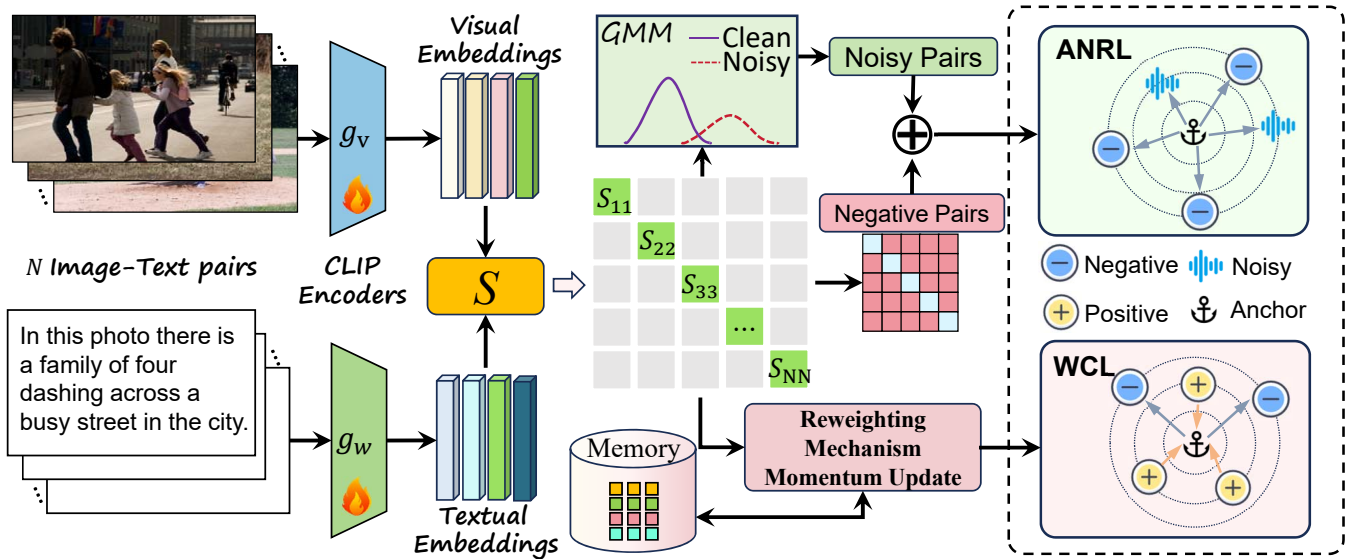 Visual
Embeddings
GMM
Clean
Noisy
Noisy Pairs
ANRL
g_v
S_11
S_22
S_33
...
S_NN
Negative Pairs
N Image-Text pairs
CLIP
Encoders
S
Negative
Noisy
Positive
Anchor
In this photo there is
a family of four
dashing across a
busy street in the city.
g_w
Textual
Embeddings
Memory
Reweighting
Mechanism
Momentum Update
WCL